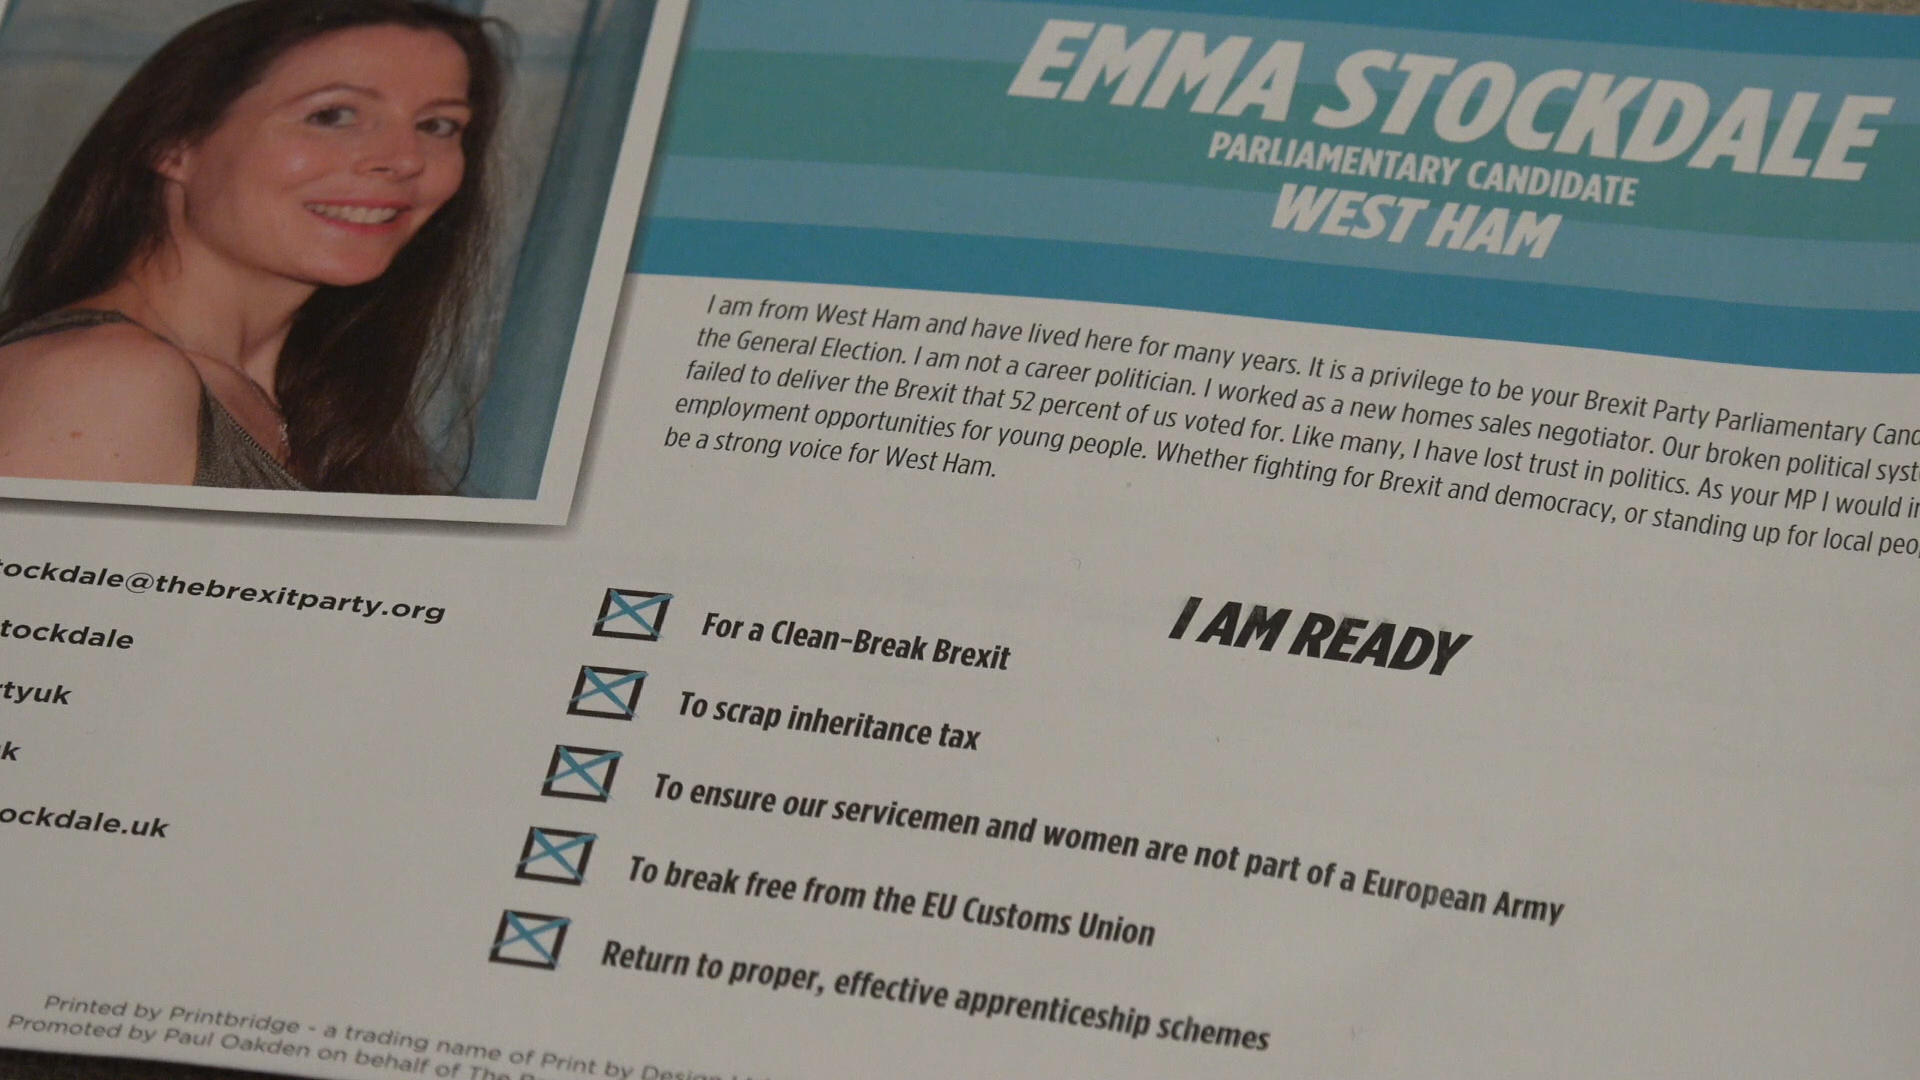 EMMA STOCKDALE
PARLIAMENTARY CANDIDATE
WEST HAM
I am from West Ham and have lived here for many years. It is a privilege to be your Brexit Party Parliamentary
the General Election. I am not a career politician. I worked as a new homes sales negotiator. Our broken political
failed to deliver the Brexit that 52 percent of us voted for. Like many, I have lost trust in politics. As your MP I would
employment opportunities for young people. Whether fighting for Brexit and democracy, or standing up for local
be a strong voice for West Ham.
ockdale@thebrexitparty.org
tockdale
tyuk
k
ockdale.uk
I AM READY
For a Clean-Break Brexit
To scrap inheritance tax
To ensure our servicemen and women are not part of a European Army
To break free from the EU Customs Union
Return to proper, effective apprenticeship schemes
Printed by Printbridge - a trading name of Print by Design
Promoted by Paul Oakden on behalf of The